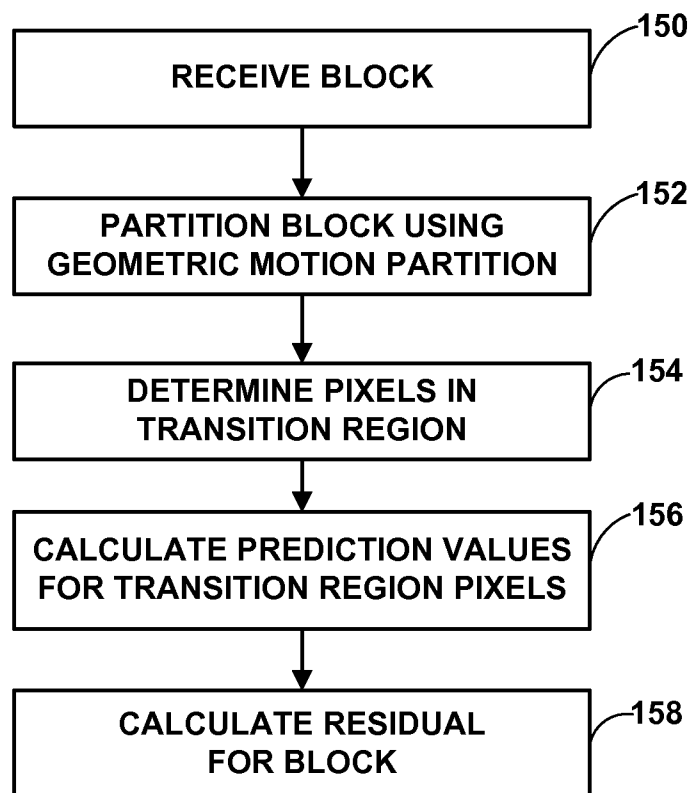 150
RECEIVE BLOCK
152
PARTITION BLOCK USING
GEOMETRIC MOTION PARTITION
154
DETERMINE PIXELS IN
TRANSITION REGION
156
CALCULATE PREDICTION VALUES
FOR TRANSITION REGION PIXELS
158
CALCULATE RESIDUAL
FOR BLOCK